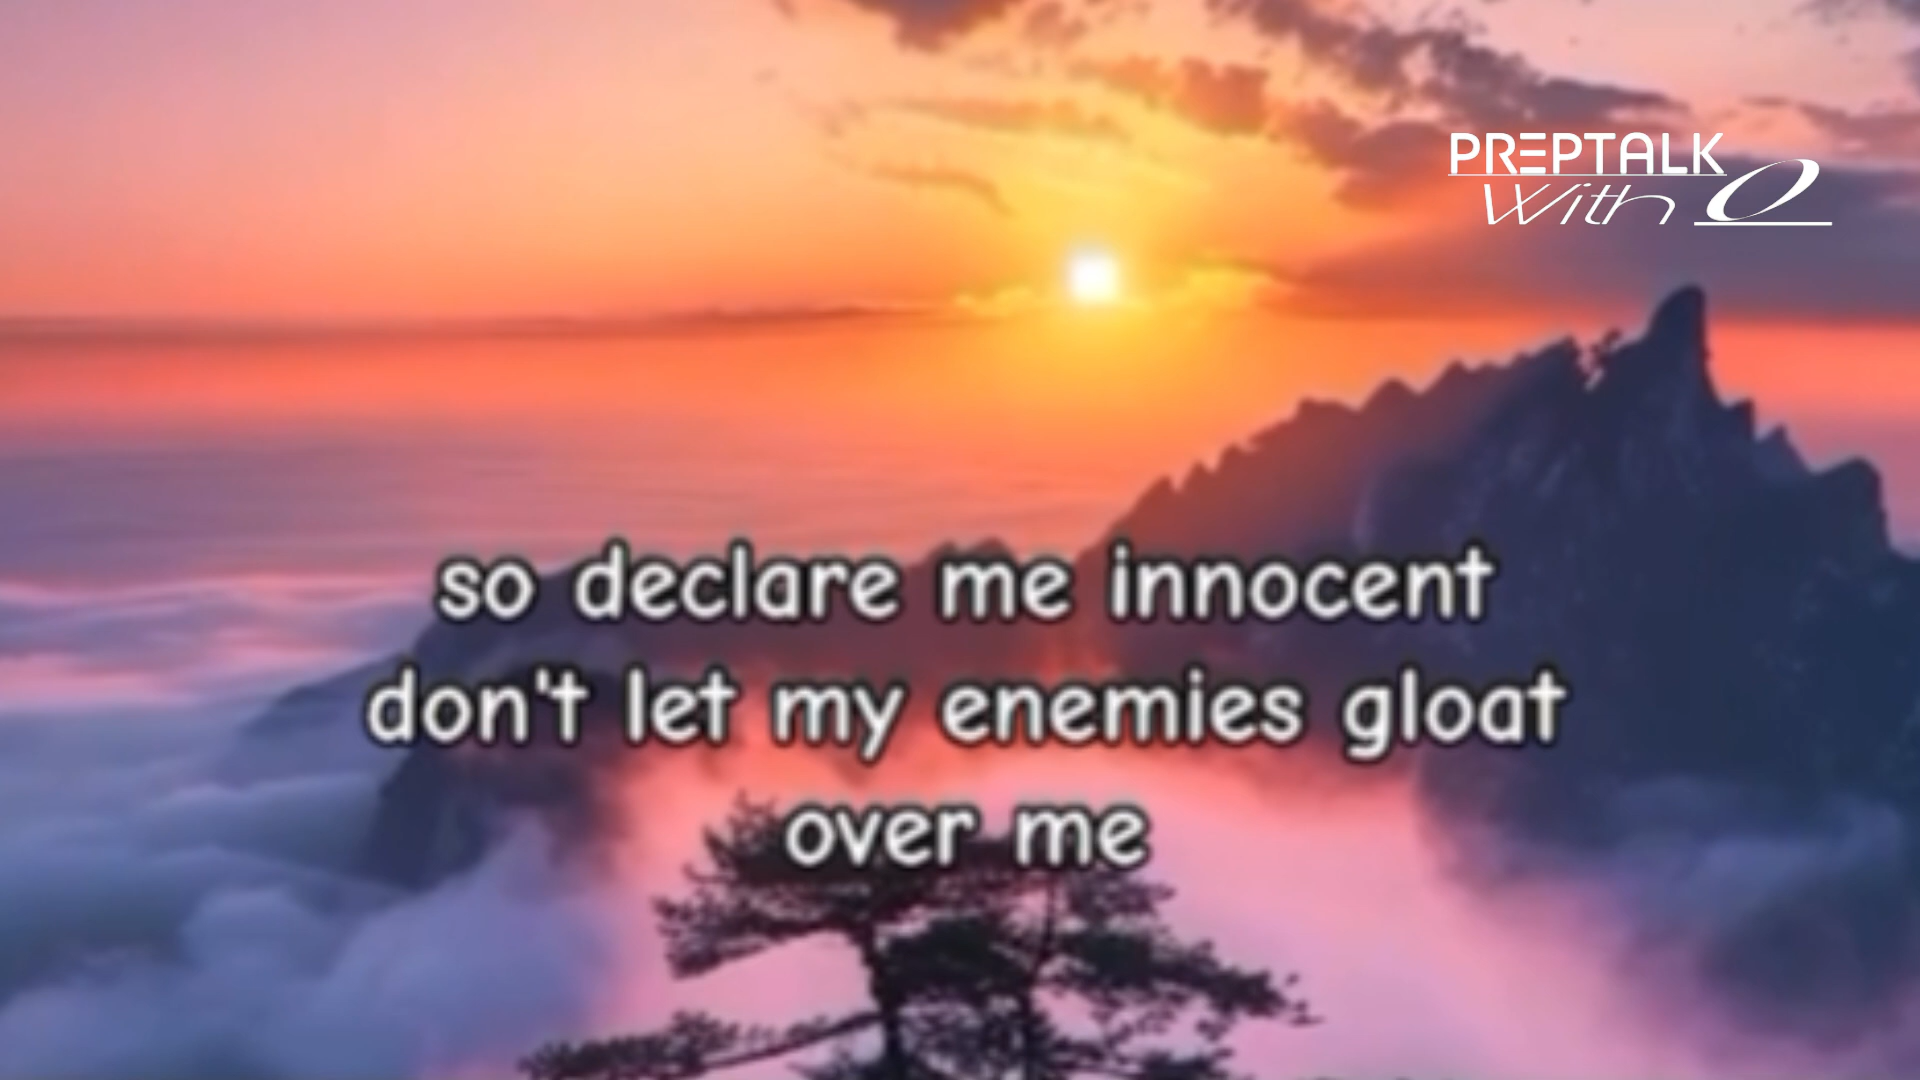 PREPTALK
With Q
so declare me innocent
don't let my enemies gloat
over me